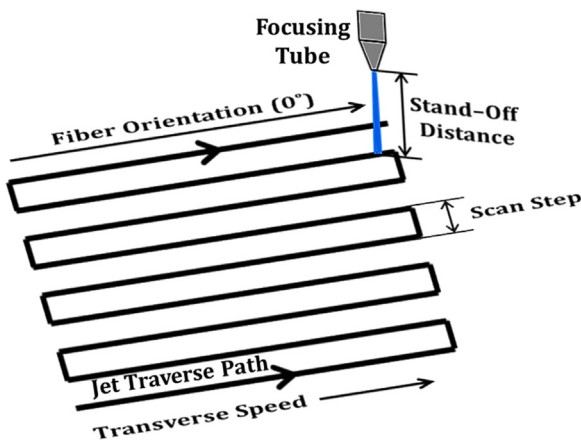 Focusing
Tube
Fiber Orientation (0°)
Stand-Off
Distance
Scan Step
Jet Traverse Path
Transverse Speed